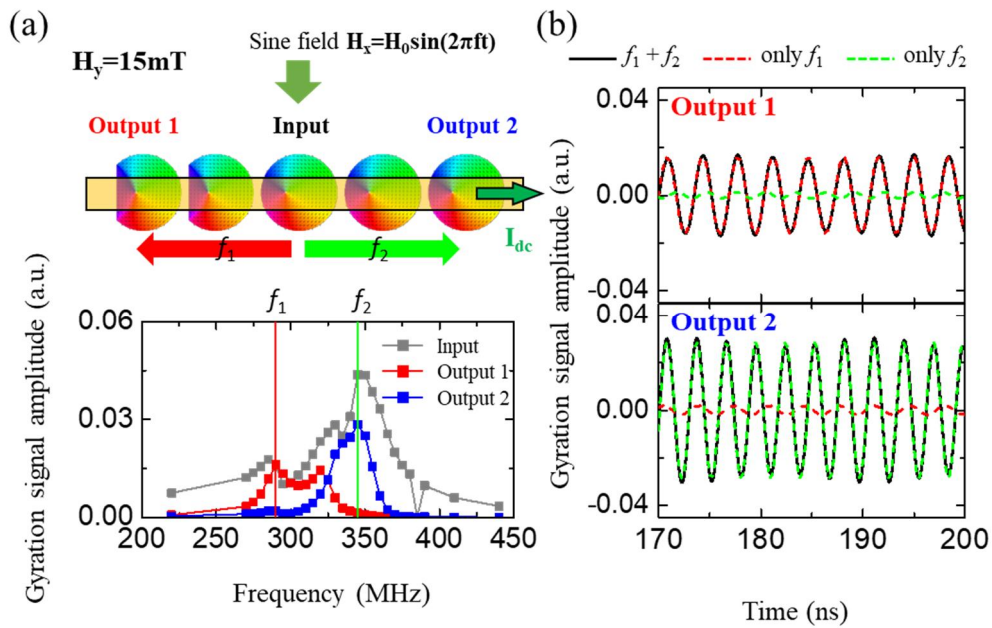 (a)
Sine field Hx=H0sin(2πft)
Hy=15mT
Output 1
Input
Output 2
Idc
f1
f2
f1
f2
Gyration signal amplitude (a.u.)
0.06
0.03
0.00
Input
Output 1
Output 2
200 250 300 350 400 450
Frequency (MHz)
(b)
f1 + f2
only f1
only f2
Gyration signal amplitude (a.u.)
0.04
0.00
-0.04
Output 1
0.04
0.00
-0.04
Output 2
170 180 190 200
Time (ns)